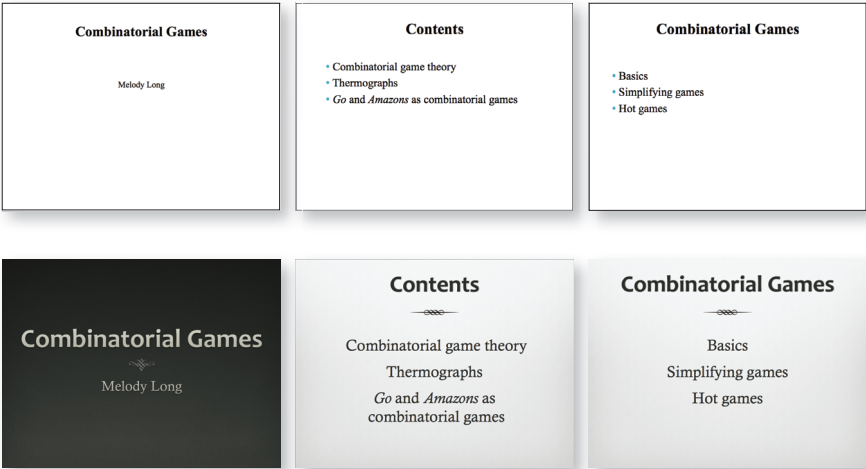 Combinatorial Games
Melody Long
Contents
• Combinatorial game theory
• Thermographs
• Go and Amazons as combinatorial games
Combinatorial Games
• Basics
• Simplifying games
• Hot games
Combinatorial Games
Melody Long
Contents
Combinatorial game theory
Thermographs
Go and Amazons as
combinatorial games
Combinatorial Games
Basics
Simplifying games
Hot games